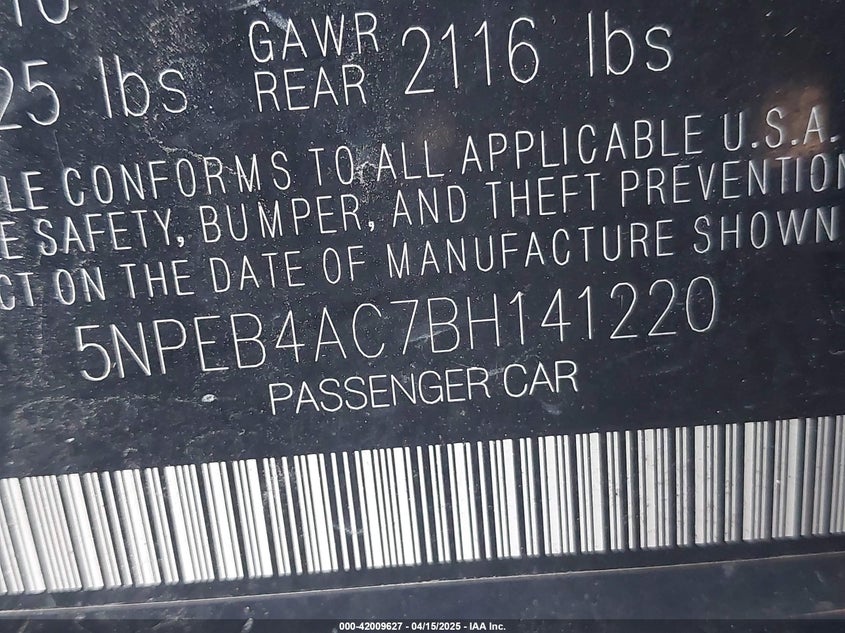 GAWR
REAR 2116 lbs
25 lbs
LE CONFORMS TO ALL APPLICABLE U.S.A.
E SAFETY, BUMPER, AND THEFT PREVENTION
CT ON THE DATE OF MANUFACTURE SHOWN
5NPEB4AC7BH141220
PASSENGER CAR
000-42009627 - 04/15/2025 - IAA Inc.